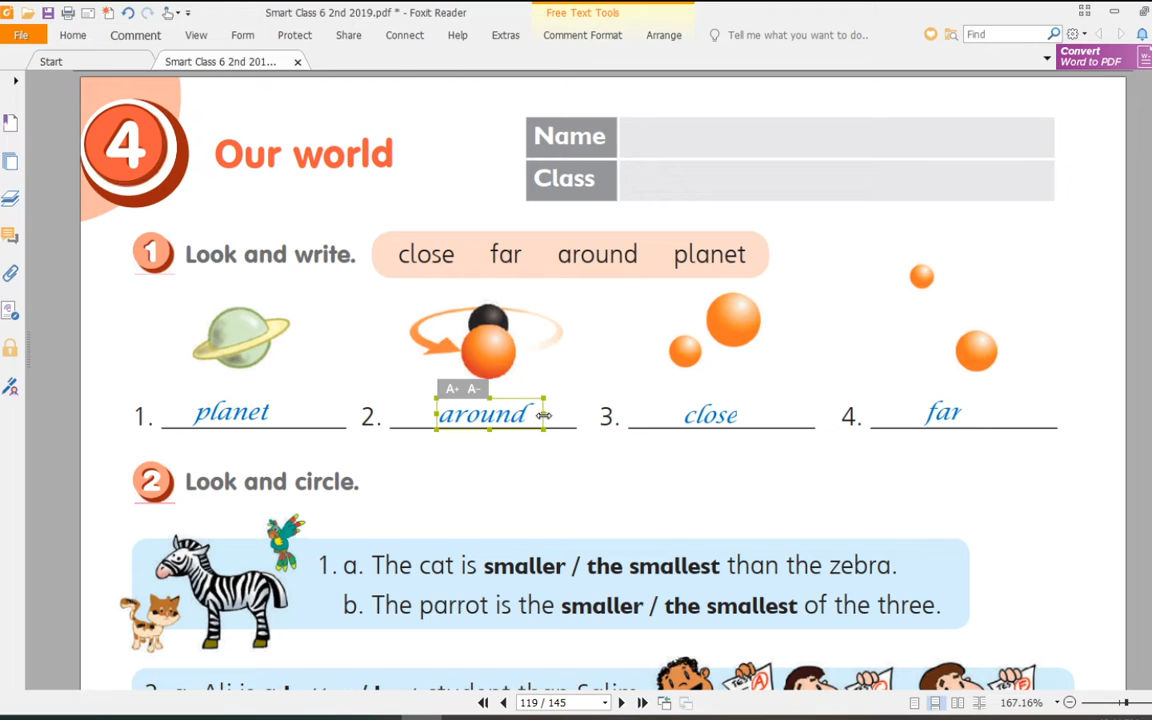 Smart Class 6 2nd 2019.pdf * - Foxit Reader
Free Text Tools
File Home Comment View Form Protect Share Connect Help Extras Comment Format Arrange Tell me what you want to do.. Find
Start Smart Class 6 2nd 201... Convert
Word to PDF
4 Our world
Name
Class
1 Look and write. close far around planet
A+ A-
1. planet 2. around 3. close 4. far
2 Look and circle.
1. a. The cat is smaller / the smallest than the zebra.
b. The parrot is the smaller / the smallest of the three.
119 / 145 167.16%